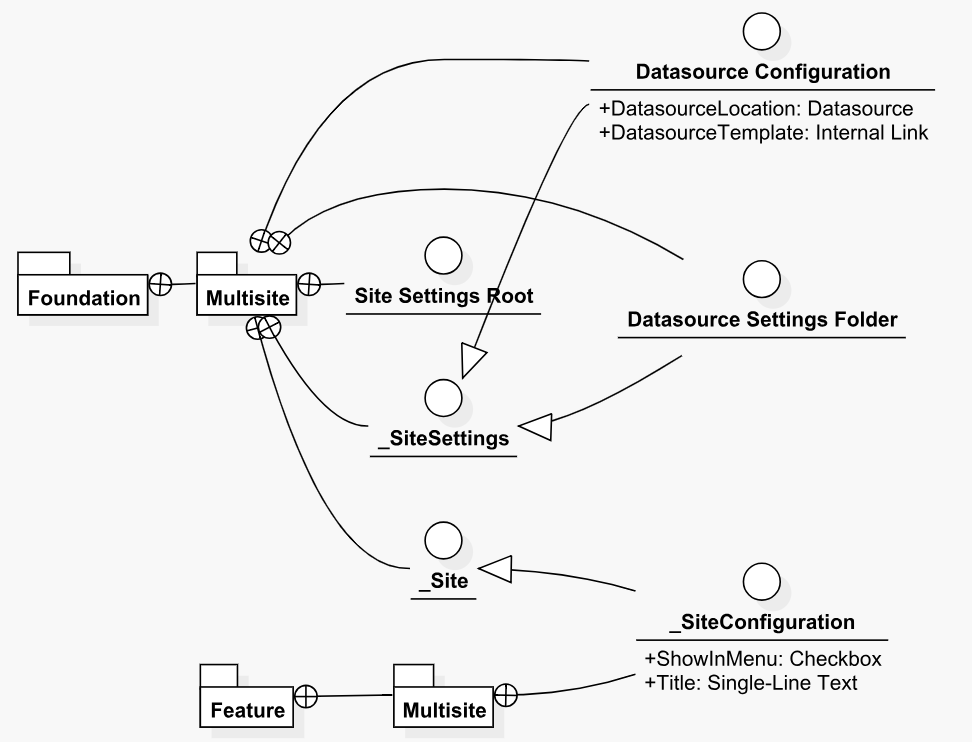 Datasource Configuration
+DatasourceLocation: Datasource
+DatasourceTemplate: Internal Link
Foundation
Multisite
Site Settings Root
Datasource Settings Folder
_SiteSettings
_Site
_SiteConfiguration
+ShowInMenu: Checkbox
+Title: Single-Line Text
Feature
Multisite